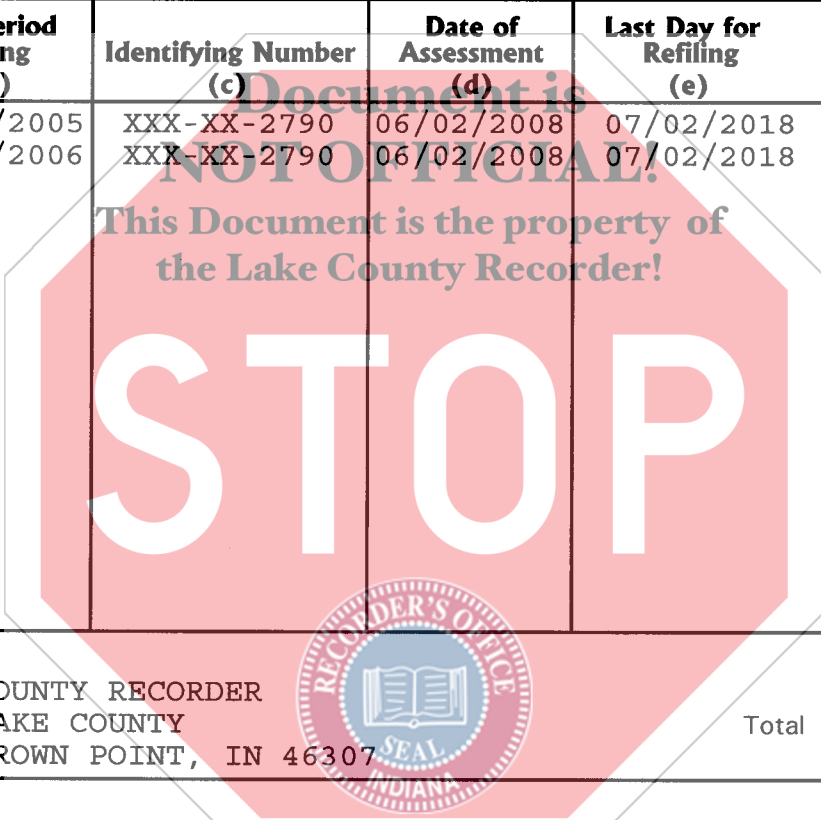 eriod Date of Last Day for
ng Identifying Number Assessment Refiling
) (c) (d) (e)
/2005 XXX-XX-2790 06/02/2008 07/02/2018
/2006 XXX-XX-2790 06/02/2008 07/02/2018
Document is
NOT OFFICIAL!
This Document is the property of
the Lake County Recorder!
STOP
OUNTY RECORDER
AKE COUNTY
ROWN POINT, IN 46307
Total
RECORDER'S OFFICE
SEAL
INDIANA